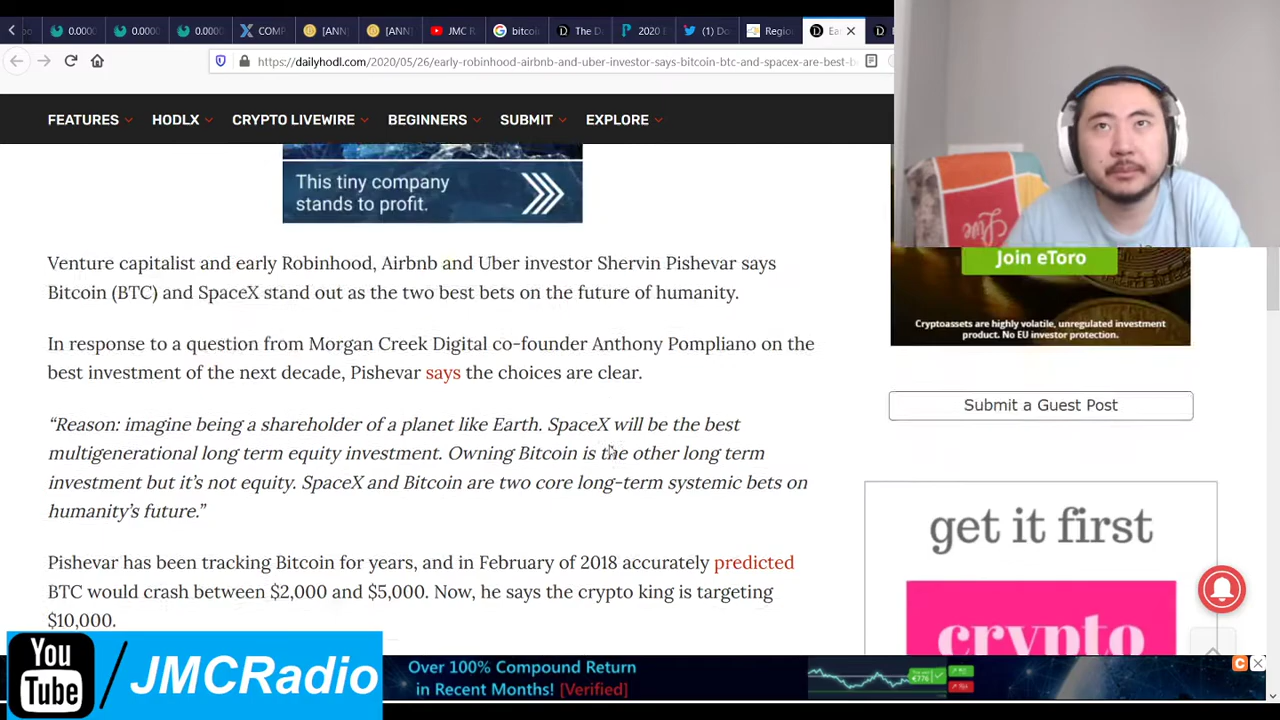 0.0000
0.0000
0.0000
COMP
[ANN]
[ANN]
JMC R
bitcoi
The Da
2020 E
(1) Do
Region
Ear
https://dailyhodl.com/2020/05/26/early-robinhood-airbnb-and-uber-investor-says-bitcoin-btc-and-spacex-are-best-b
FEATURES
HODLX
CRYPTO LIVEWIRE
BEGINNERS
SUBMIT
EXPLORE
This tiny company
stands to profit.
Venture capitalist and early Robinhood, Airbnb and Uber investor Shervin Pishevar says
Bitcoin (BTC) and SpaceX stand out as the two best bets on the future of humanity.
In response to a question from Morgan Creek Digital co-founder Anthony Pompliano on the
best investment of the next decade, Pishevar says the choices are clear.
“Reason: imagine being a shareholder of a planet like Earth. SpaceX will be the best
multigenerational long term equity investment. Owning Bitcoin is the other long term
investment but it’s not equity. SpaceX and Bitcoin are two core long-term systemic bets on
humanity’s future.”
Pishevar has been tracking Bitcoin for years, and in February of 2018 accurately predicted
BTC would crash between $2,000 and $5,000. Now, he says the crypto king is targeting
$10,000.
Live
Join eToro
Cryptoassets are highly volatile, unregulated investment
product. No EU investor protection.
Submit a Guest Post
get it first
crypto
You
Tube
/JMCRadio
Over 100% Compound Return
in Recent Months! [Verified]